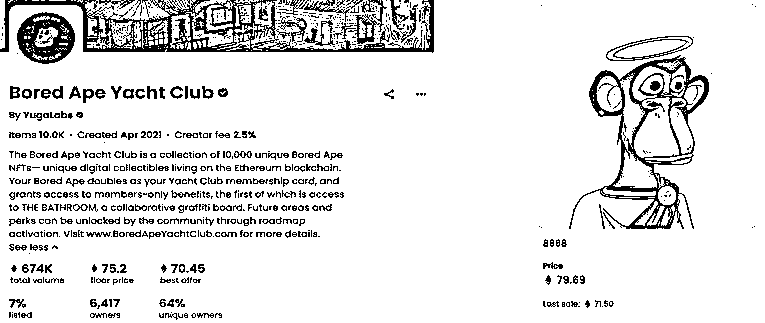 Bored Ape Yacht Club
By YugaLabs
Items 10.0K · Created Apr 2021 · Creator fee 2.5%
The Bored Ape Yacht Club is a collection of 10,000 unique Bored Ape
NFTs— unique digital collectibles living on the Ethereum blockchain.
Your Bored Ape doubles as your Yacht Club membership card, and
grants access to members-only benefits, the first of which is access
to THE BATHROOM, a collaborative graffiti board. Future areas and
perks can be unlocked by the community through roadmap
activation. Visit www.BoredApeYachtClub.com for more details.
See less
674K
75.2
70.45
total volume
floor price
best offer
7%
6,417
64%
listed
owners
unique owners
8888
Price
79.69
Last sale: 71.50